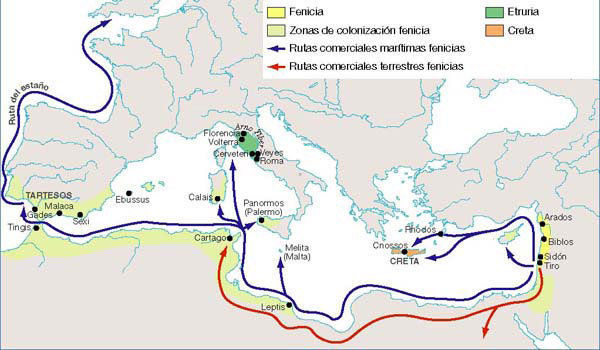 Fenicia
Zonas de colonización fenicia
Rutas comerciales marítimas fenicias
Rutas comerciales terrestres fenicias
Etruria
Creta
Ruta del estaño
Arno
Tiber
Florencia
Volterra
Cerveteri
Veyes
Roma
TARTESOS
Malaca
Gades
Sexi
Tingis
Ebussus
Calais
Panormos
(Palermo)
Cartago
Melita
(Malta)
Leptis
Rhodos
Cnossos
CRETA
Arados
Biblos
Sidón
Tiro